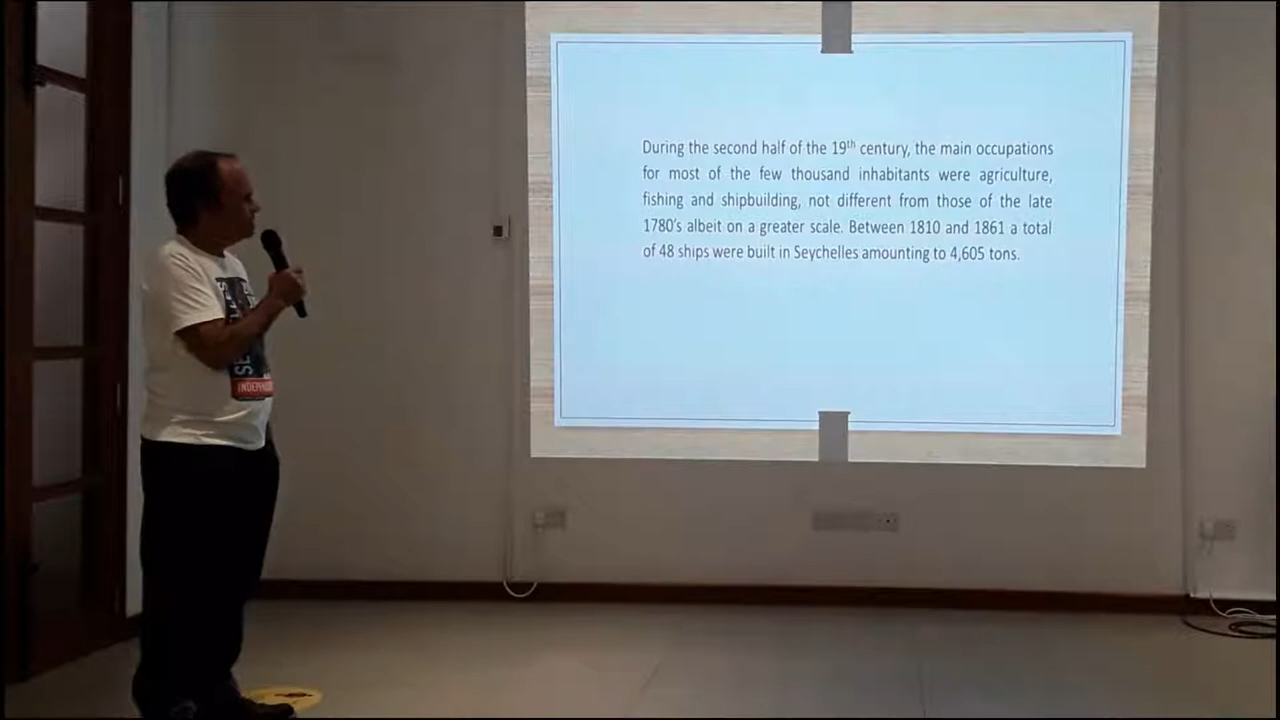 During the second half of the 19th century, the main occupations
for most of the few thousand inhabitants were agriculture,
fishing and shipbuilding, not different from those of the late
1780's albeit on a greater scale. Between 1810 and 1861 a total
of 48 ships were built in Seychelles amounting to 4,605 tons.